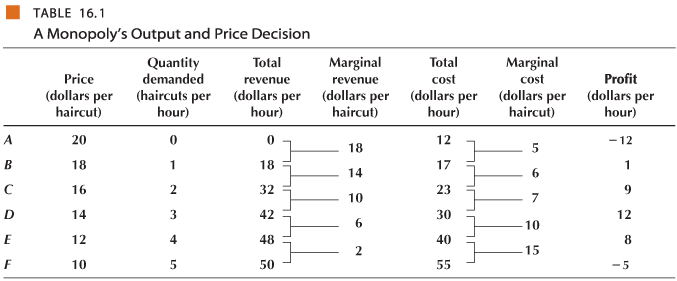 TABLE 16.1
A Monopoly's Output and Price Decision
Quantity Total Marginal Total Marginal
Price demanded revenue revenue cost cost Profit
(dollars per (haircuts per (dollars per (dollars per (dollars per (dollars per (dollars per
haircut) hour) hour) haircut) hour) haircut) hour)
A 20 0 0 12 −12
18 5
B 18 1 18 17 1
14 6
C 16 2 32 23 9
10 7
D 14 3 42 30 12
6 10
E 12 4 48 40 8
2 15
F 10 5 50 55 −5